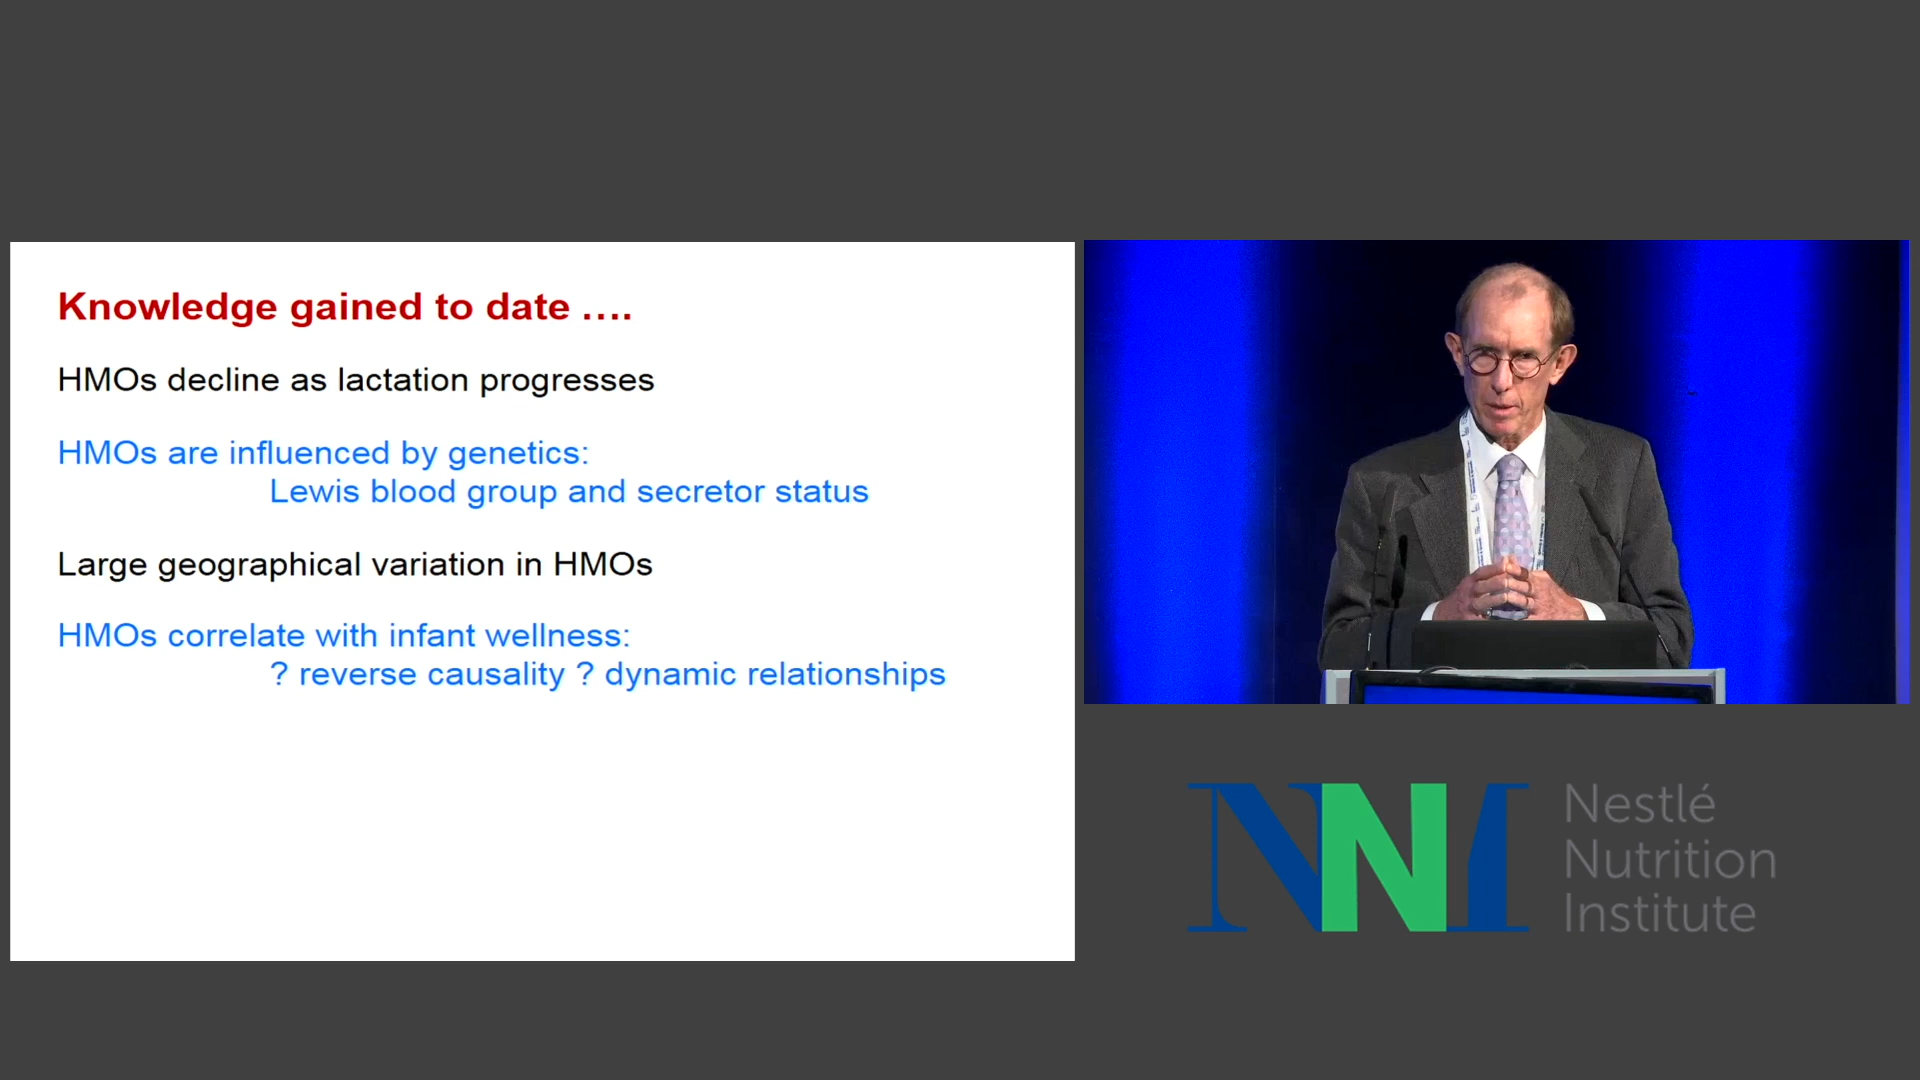 Knowledge gained to date ....
HMOs decline as lactation progresses
HMOs are influenced by genetics:
Lewis blood group and secretor status
Large geographical variation in HMOs
HMOs correlate with infant wellness:
? reverse causality ? dynamic relationships
NNI
Nestlé
Nutrition
Institute